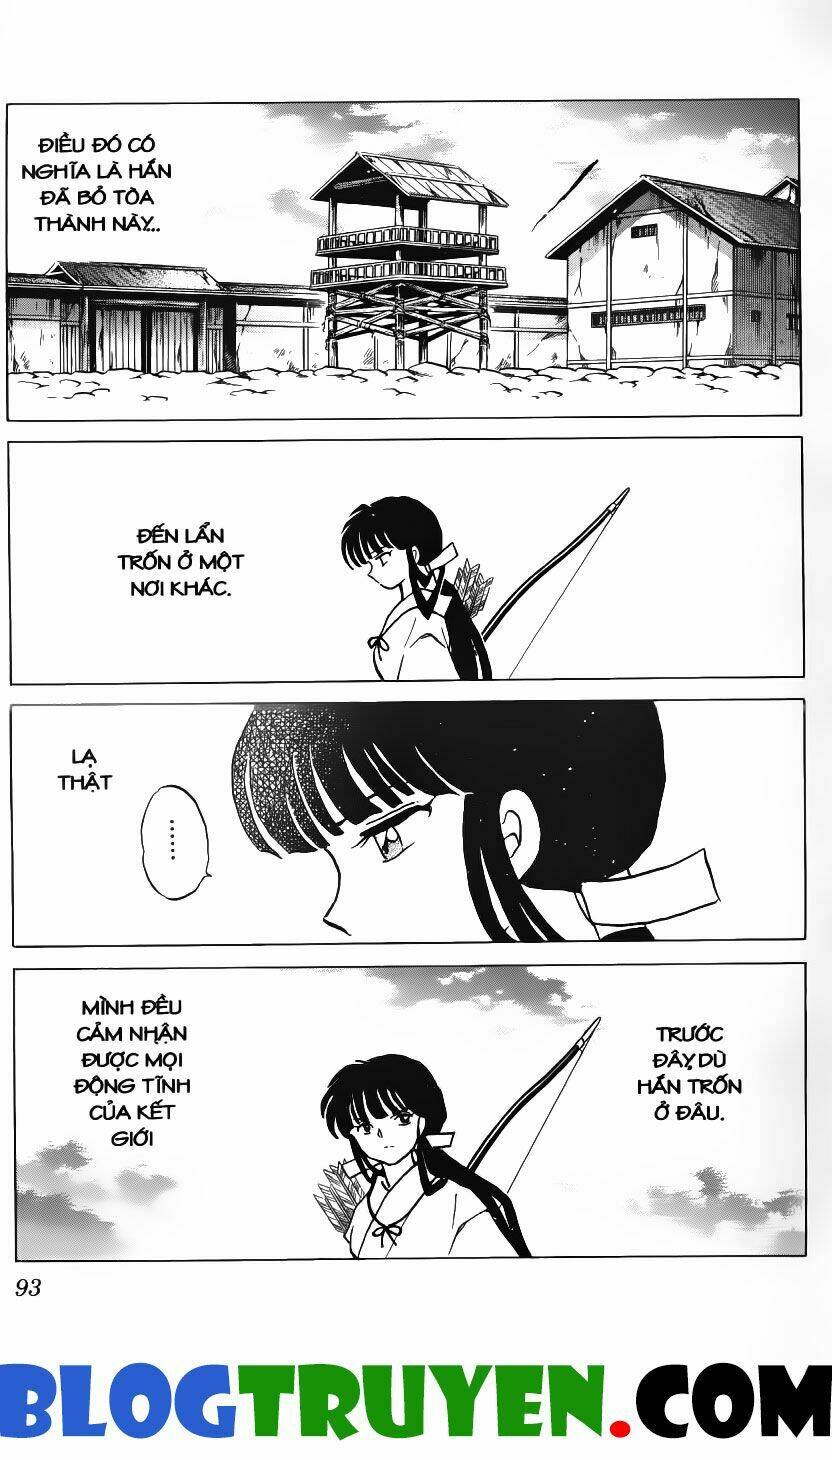 ĐIỀU ĐÓ CÓ
NGHĨA LÀ HẮN
ĐÃ BỎ TÒA
THÀNH NÀY...
ĐẾN LẨN
TRỐN Ở MỘT
NƠI KHÁC.
LẠ
THẬT
......
TRƯỚC
ĐÂY, DÙ
HẮN TRỐN
Ở ĐÂU.
MÌNH ĐỀU
CẢM NHẬN
ĐƯỢC MỌI
ĐỘNG TĨNH
CỦA KẾT
GIỚI
93
BLOGTRUYEN.COM